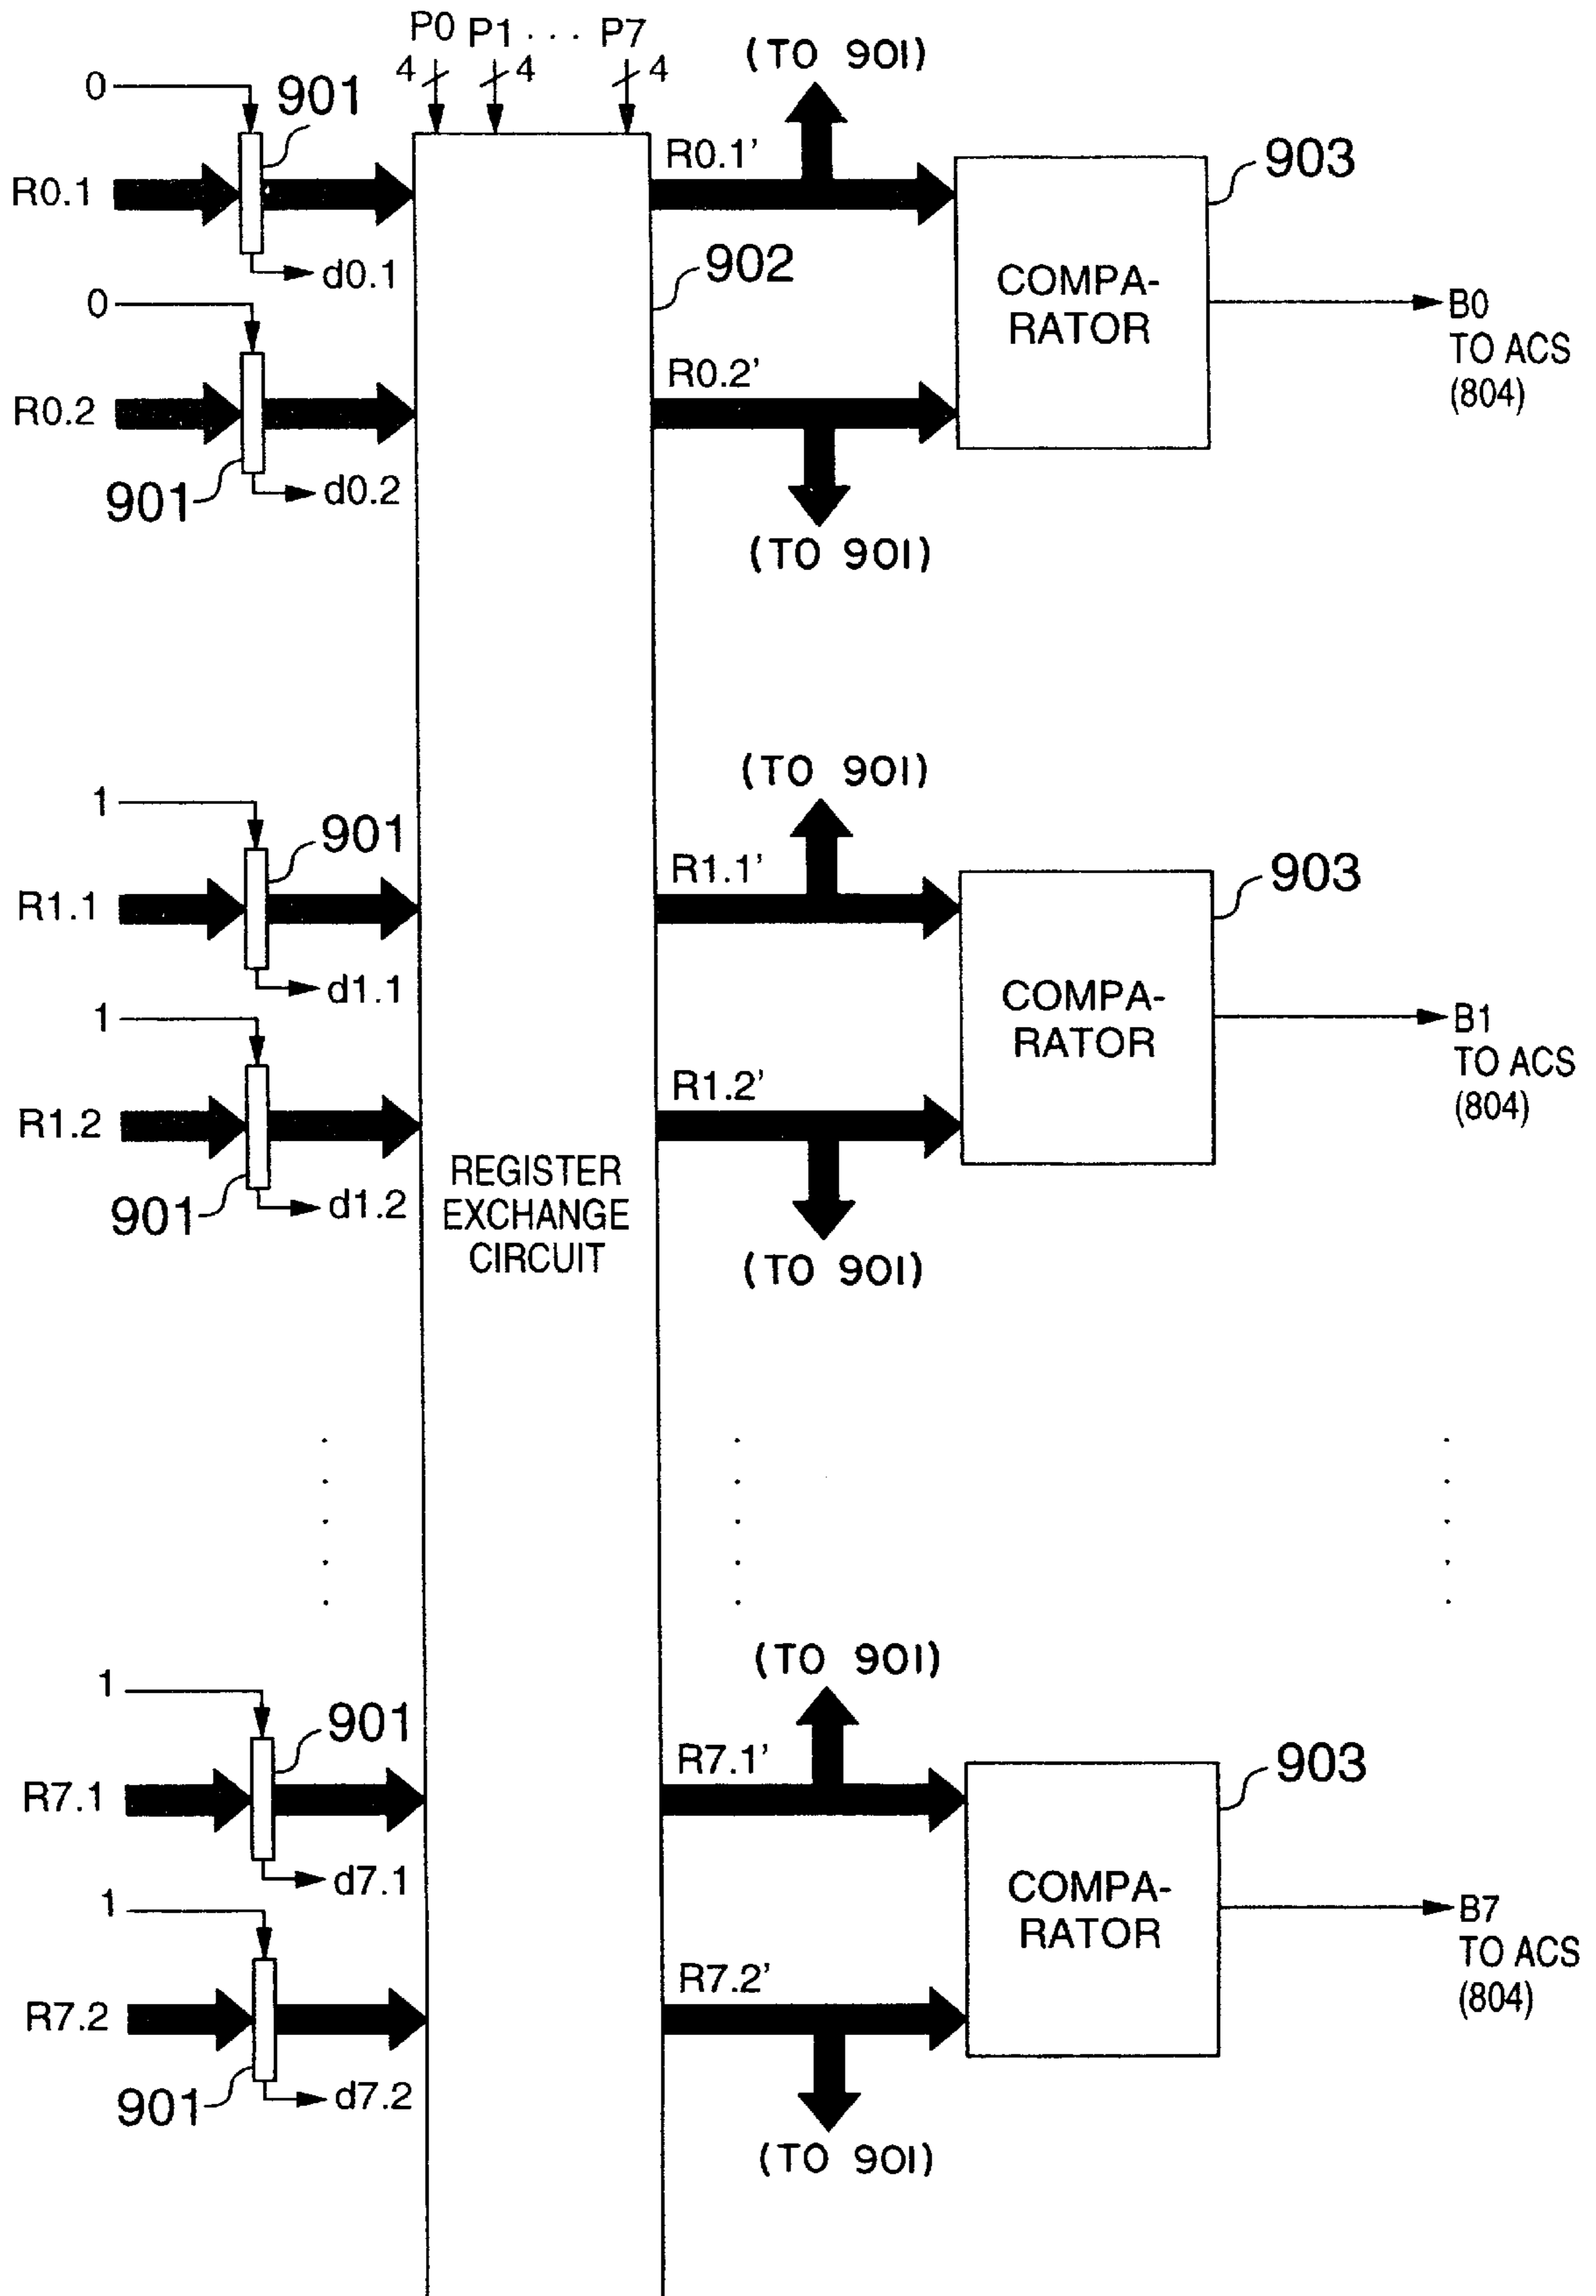 P0 P1 . . . P7
4 4 4
(TO 901)
0
901
R0.1
R0.1'
903
d0.1
902
COMPA-
RATOR
0
B0
TO ACS
(804)
R0.2
R0.2'
901
d0.2
(TO 901)
(TO 901)
1
901
R1.1
R1.1'
903
d1.1
COMPA-
RATOR
1
B1
TO ACS
(804)
R1.2
R1.2'
901
d1.2
REGISTER
EXCHANGE
CIRCUIT
(TO 901)
(TO 901)
1
901
R7.1
R7.1'
903
d7.1
COMPA-
RATOR
1
B7
TO ACS
(804)
R7.2
R7.2'
901
d7.2
(TO 901)